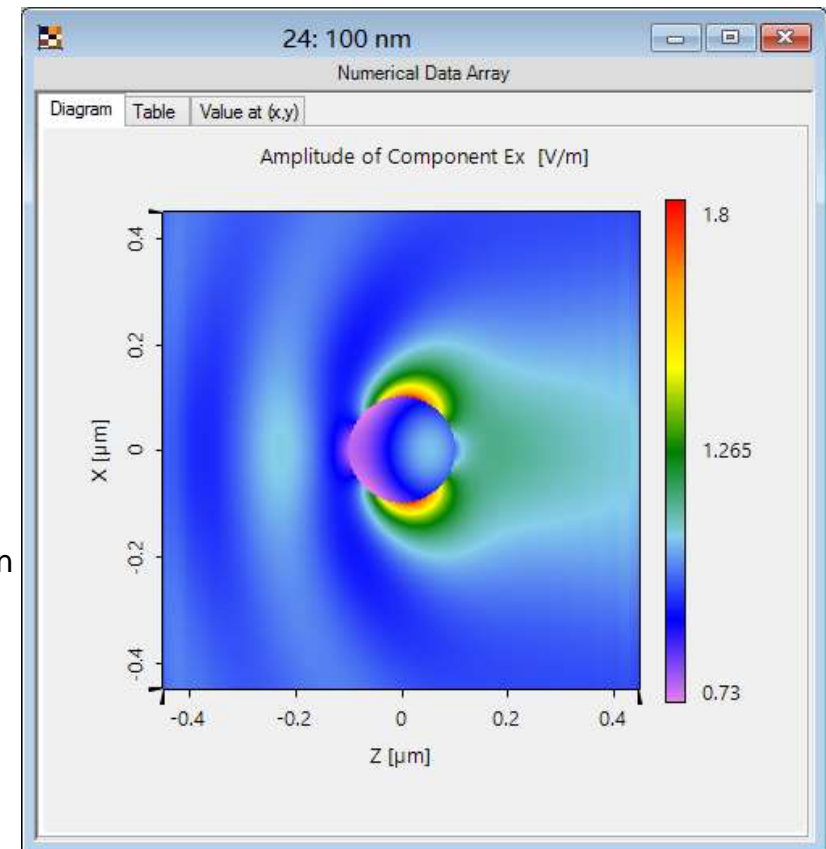 24: 100 nm
Numerical Data Array
Diagram Table Value at (x,y)
Amplitude of Component Ex [V/m]
1.8
1.265
0.73
X [µm]
0.4
0.2
0
-0.2
-0.4
-0.4 -0.2 0 0.2 0.4
Z [µm]